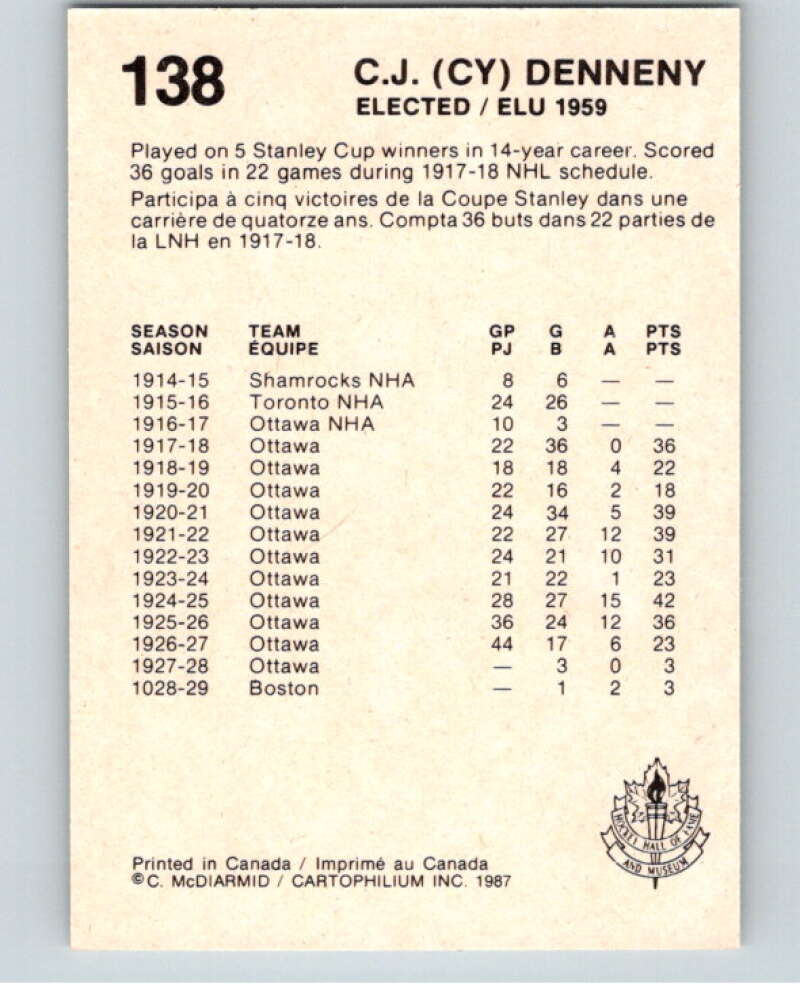 138
C.J. (CY) DENNENY
ELECTED / ELU 1959
Played on 5 Stanley Cup winners in 14-year career. Scored
36 goals in 22 games during 1917-18 NHL schedule.
Participa à cinq victoires de la Coupe Stanley dans une
carrière de quatorze ans. Compta 36 buts dans 22 parties de
la LNH en 1917-18.
SEASON TEAM GP G A PTS
SAISON ÉQUIPE PJ B A PTS
1914-15 Shamrocks NHA 8 6 — —
1915-16 Toronto NHA 24 26 — —
1916-17 Ottawa NHA 10 3 — —
1917-18 Ottawa 22 36 0 36
1918-19 Ottawa 18 18 4 22
1919-20 Ottawa 22 16 2 18
1920-21 Ottawa 24 34 5 39
1921-22 Ottawa 22 27 12 39
1922-23 Ottawa 24 21 10 31
1923-24 Ottawa 21 22 1 23
1924-25 Ottawa 28 27 15 42
1925-26 Ottawa 36 24 12 36
1926-27 Ottawa 44 17 6 23
1927-28 Ottawa — 3 0 3
1028-29 Boston — 1 2 3
HOCKEY HALL OF FAME
AND MUSEUM
Printed in Canada / Imprimé au Canada
©C. McDIARMID / CARTOPHILIUM INC. 1987